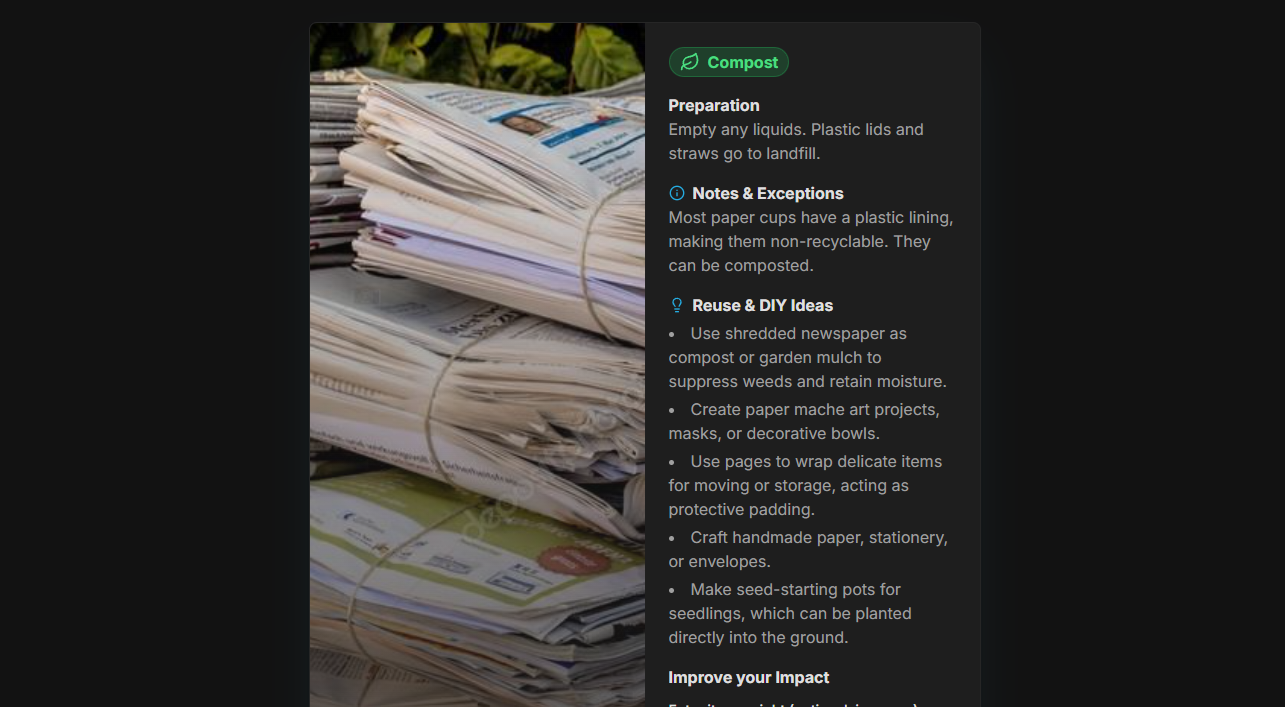 Compost
Preparation
Empty any liquids. Plastic lids and
straws go to landfill.
Notes & Exceptions
Most paper cups have a plastic lining,
making them non-recyclable. They
can be composted.
Reuse & DIY Ideas
• Use shredded newspaper as
compost or garden mulch to
suppress weeds and retain moisture.
• Create paper mache art projects,
masks, or decorative bowls.
• Use pages to wrap delicate items
for moving or storage, acting as
protective padding.
• Craft handmade paper, stationery,
or envelopes.
• Make seed-starting pots for
seedlings, which can be planted
directly into the ground.
Improve your Impact